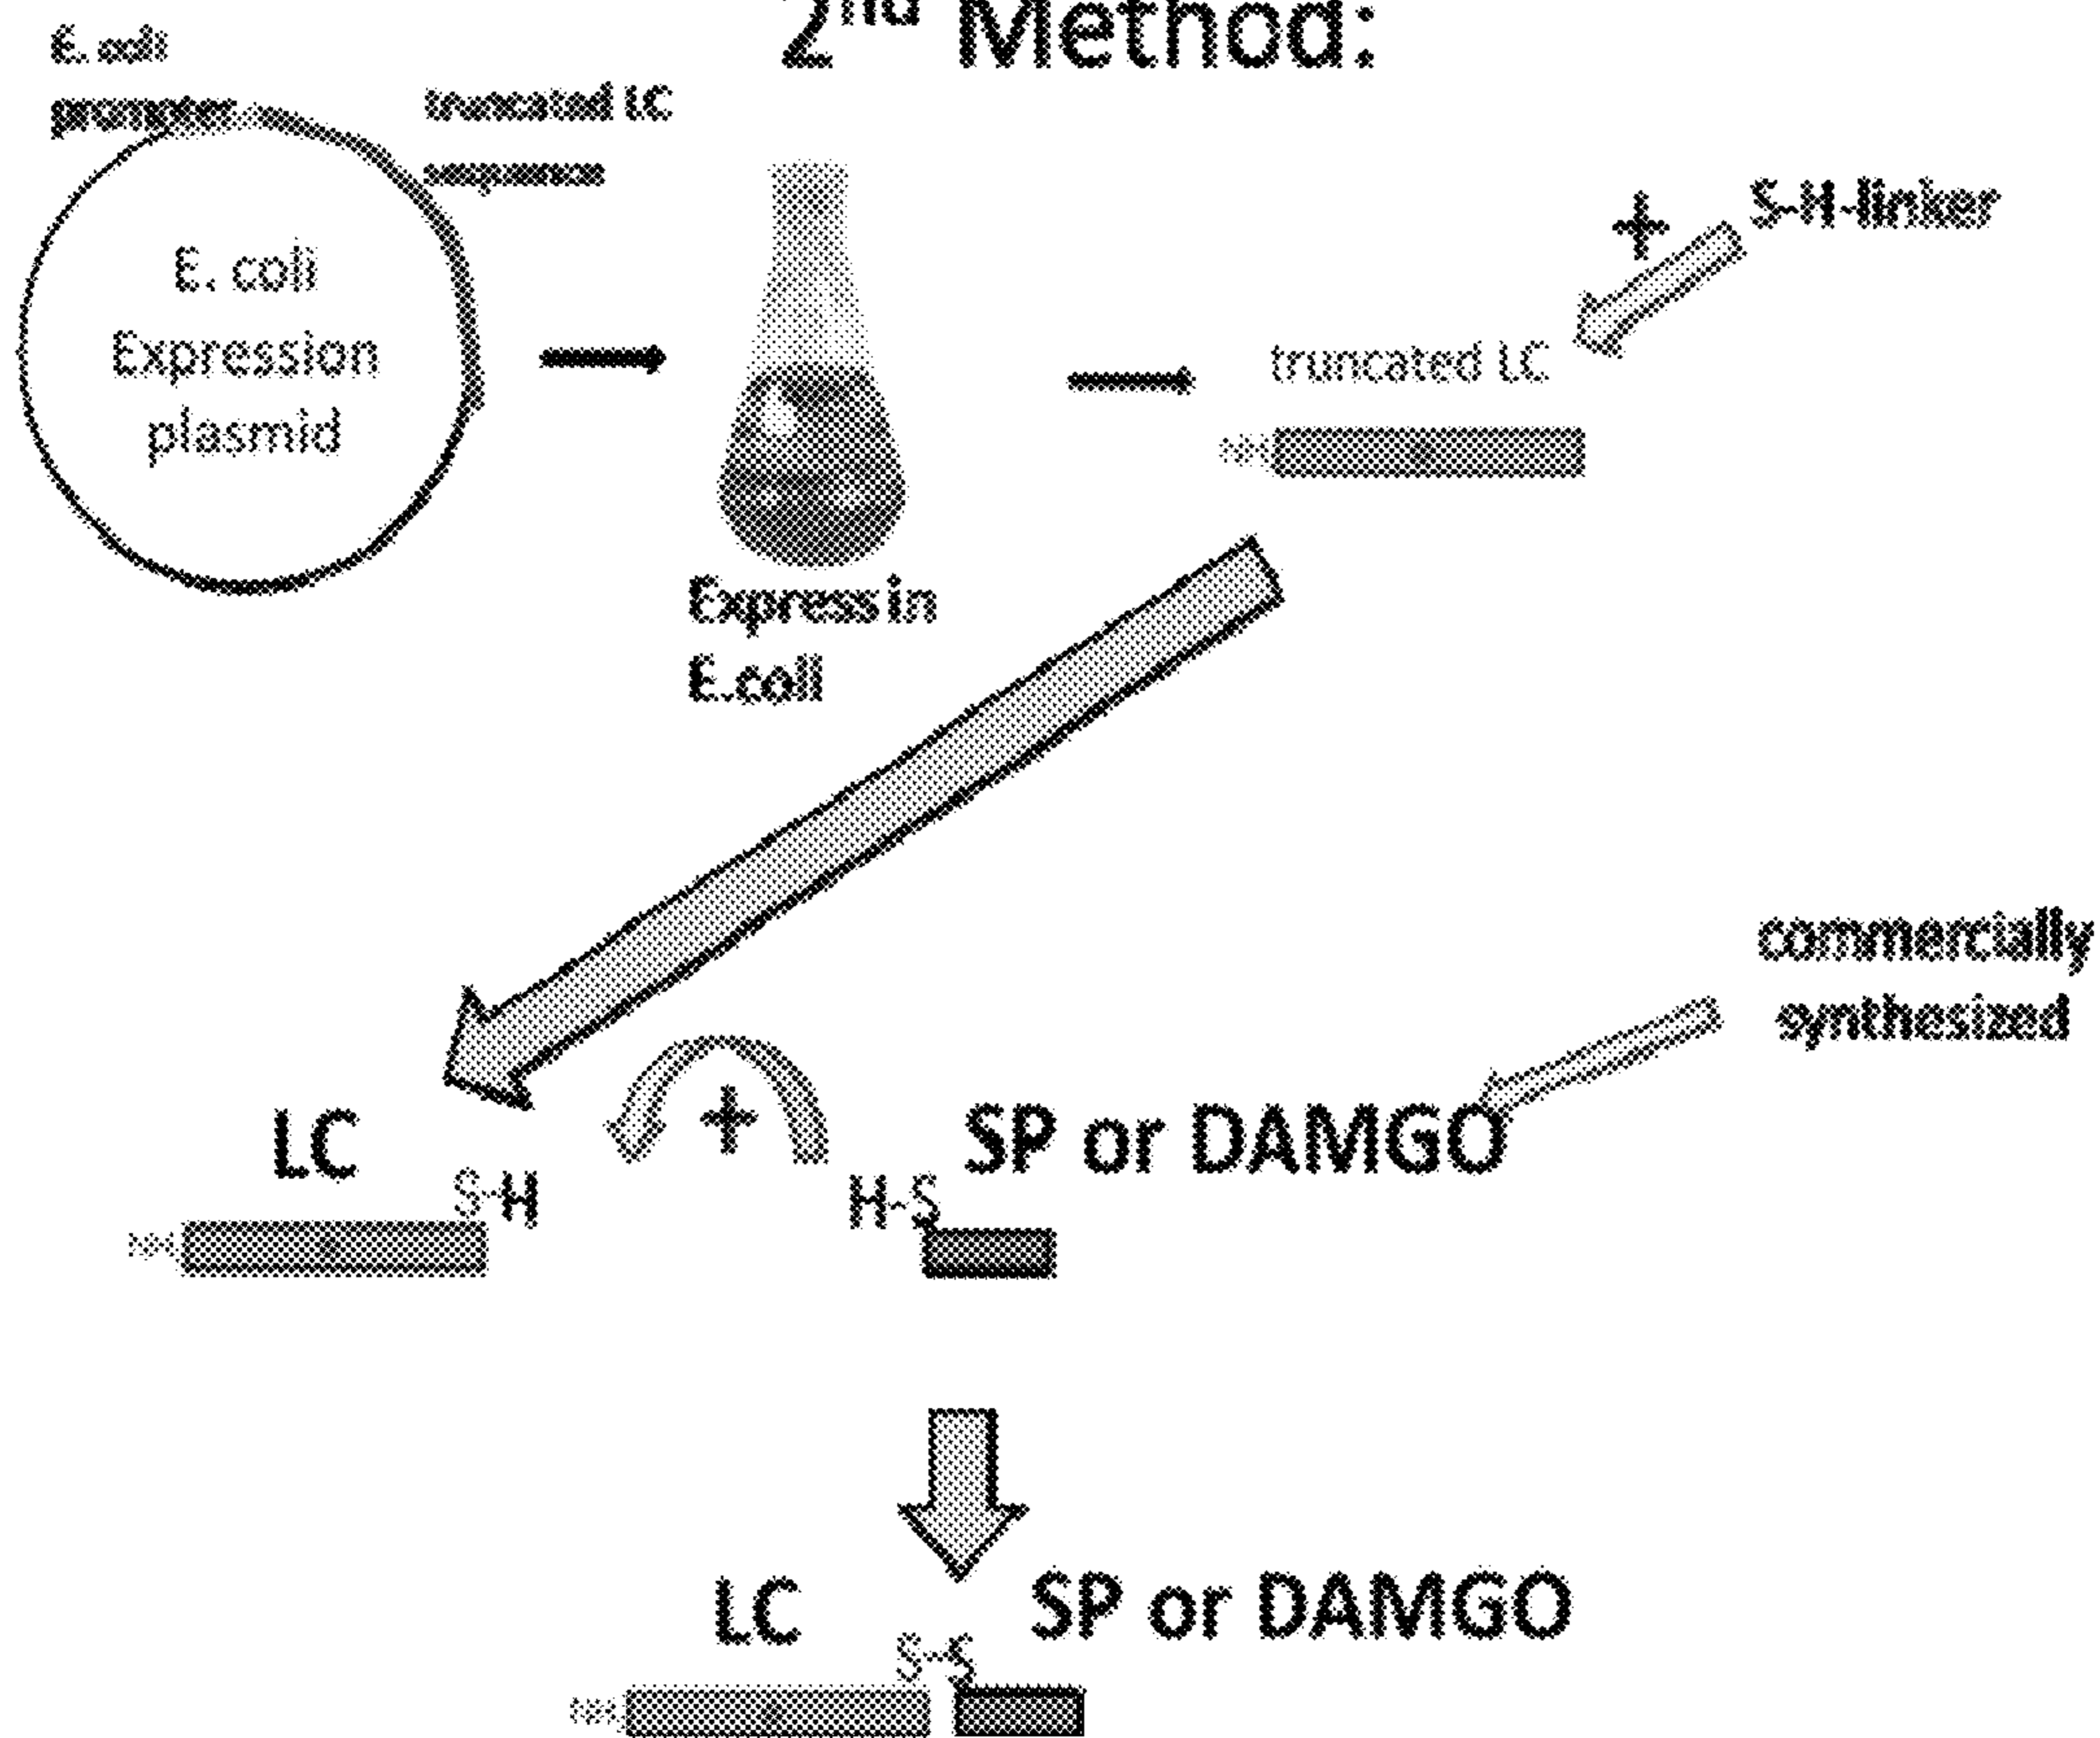 2nd Method:
E. coli
promoter
truncated LC
sequence
E. coli
Expression
plasmid
Express in
E.coli
truncated LC
+
S-H-linker
commercially
synthesized
LC
S-H
+
H-S
SP or DAMGO
LC
S-S
SP or DAMGO